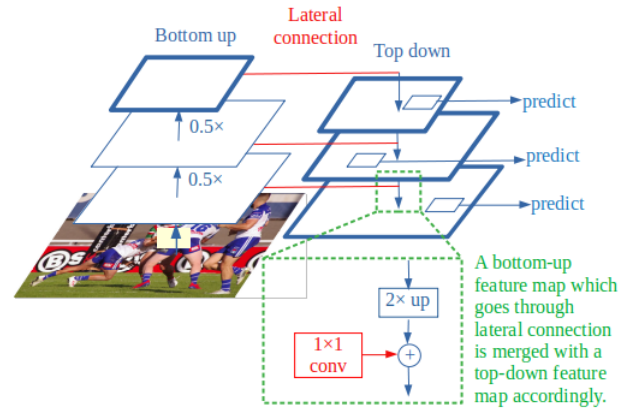 Lateral
connection
Bottom up
Top down
predict
0.5×
predict
0.5×
predict
2× up
1×1
conv
+
A bottom-up
feature map which
goes through
lateral connection
is merged with a
top-down feature
map accordingly.